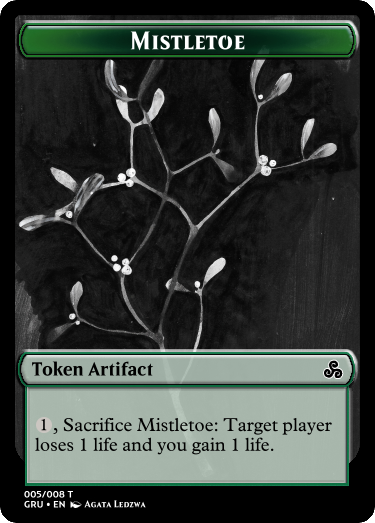 Mistletoe
Token Artifact
1, Sacrifice Mistletoe: Target player
loses 1 life and you gain 1 life.
005/008 T
GRU • EN Agata Ledzwa